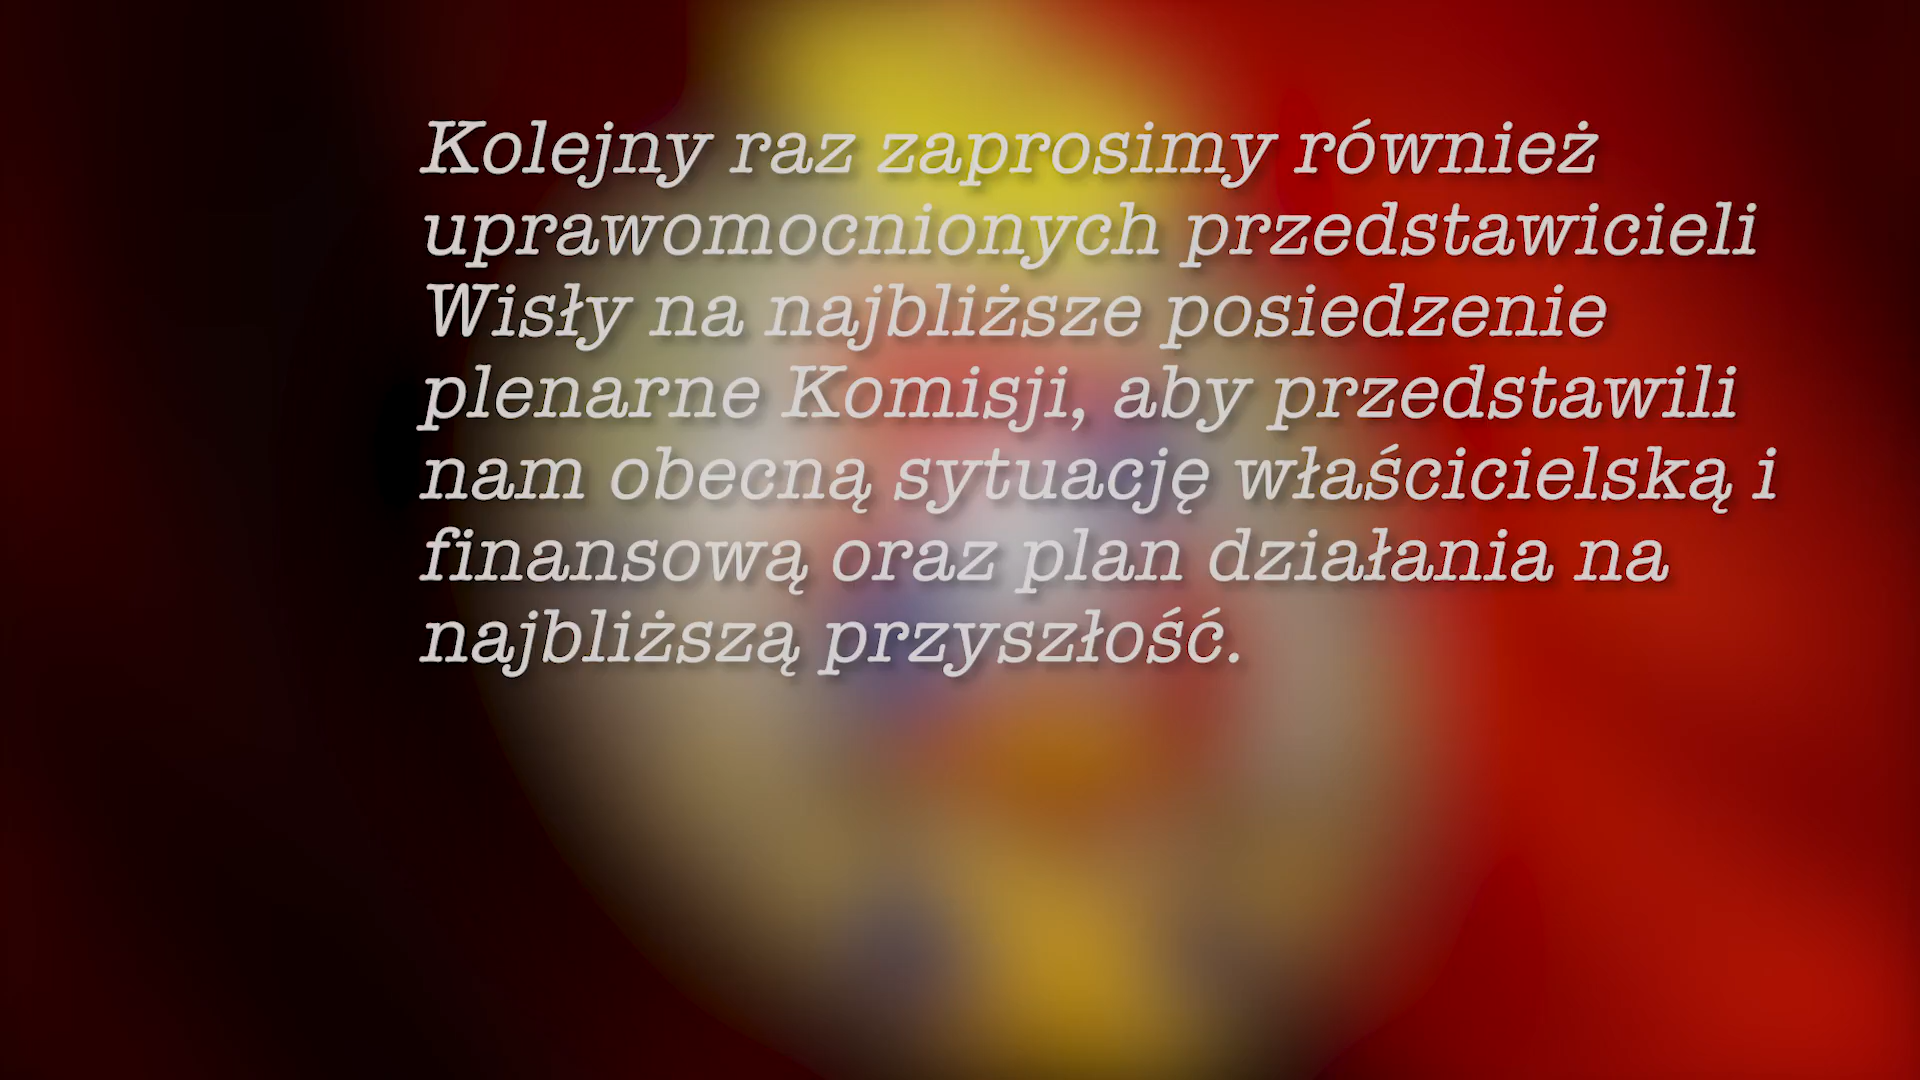 Kolejny raz zaprosimy również
uprawomocnionych przedstawicieli
Wisły na najbliższe posiedzenie
plenarne Komisji, aby przedstawili
nam obecną sytuację właścicielską i
finansową oraz plan działania na
najbliższą przyszłość.